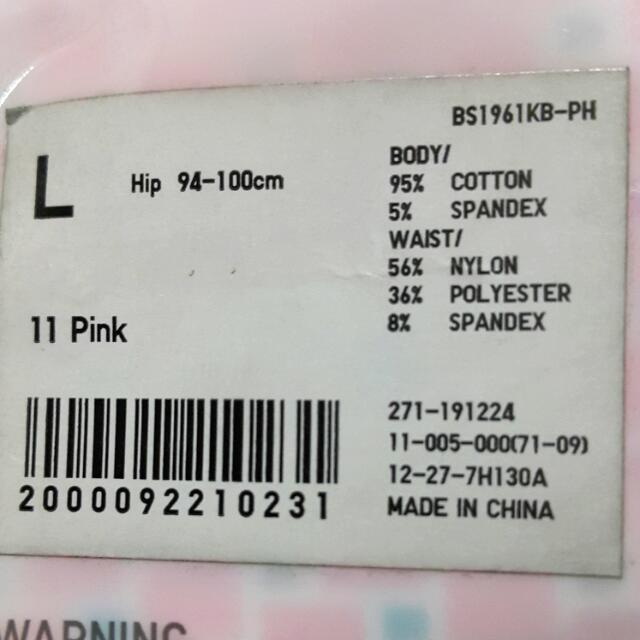 BS1961KB-PH
L
Hip 94-100cm
BODY/
95% COTTON
5% SPANDEX
WAIST/
56% NYLON
36% POLYESTER
8% SPANDEX
11 Pink
271-191224
11-005-000(71-09)
12-27-7H130A
MADE IN CHINA
2000092210231
WARNING